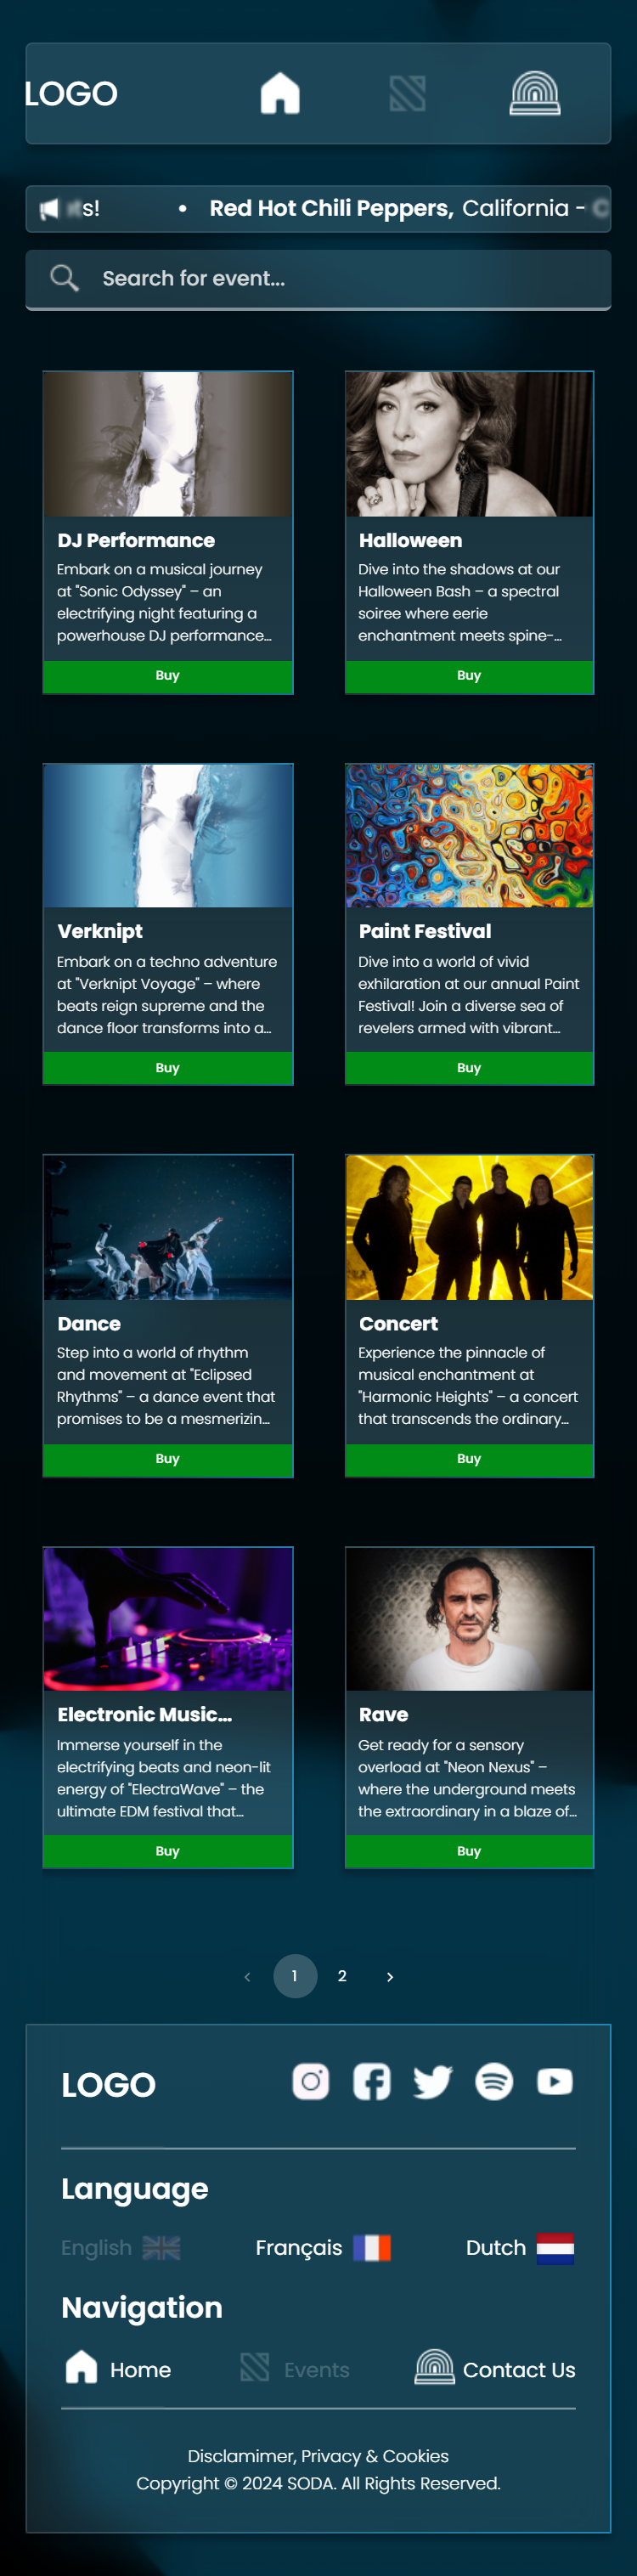 LOGO
s! • Red Hot Chili Peppers, California -
Search for event...
DJ Performance
Embark on a musical journey
at "Sonic Odyssey" – an
electrifying night featuring a
powerhouse DJ performance...
Buy
Halloween
Dive into the shadows at our
Halloween Bash – a spectral
soiree where eerie
enchantment meets spine-...
Buy
Verknipt
Embark on a techno adventure
at "Verknipt Voyage" – where
beats reign supreme and the
dance floor transforms into a...
Buy
Paint Festival
Dive into a world of vivid
exhilaration at our annual Paint
Festival! Join a diverse sea of
revelers armed with vibrant...
Buy
Dance
Step into a world of rhythm
and movement at "Eclipsed
Rhythms" – a dance event that
promises to be a mesmerizin...
Buy
Concert
Experience the pinnacle of
musical enchantment at
"Harmonic Heights" – a concert
that transcends the ordinary...
Buy
Electronic Music...
Immerse yourself in the
electrifying beats and neon-lit
energy of "ElectraWave" – the
ultimate EDM festival that...
Buy
Rave
Get ready for a sensory
overload at "Neon Nexus" –
where the underground meets
the extraordinary in a blaze of...
Buy
‹ 1 2 ›
LOGO
Language
English Français Dutch
Navigation
Home Events Contact Us
Disclamimer, Privacy & Cookies
Copyright © 2024 SODA. All Rights Reserved.